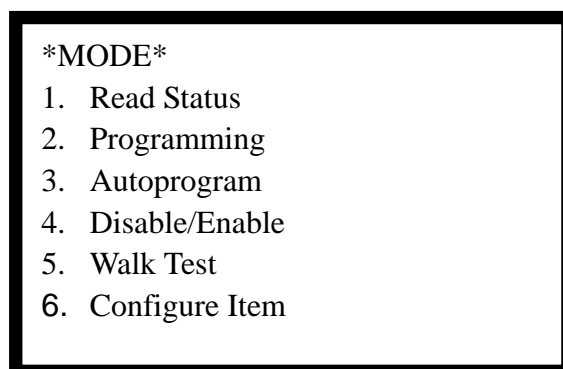 *MODE*
1. Read Status
2. Programming
3. Autoprogram
4. Disable/Enable
5. Walk Test
6. Configure Item